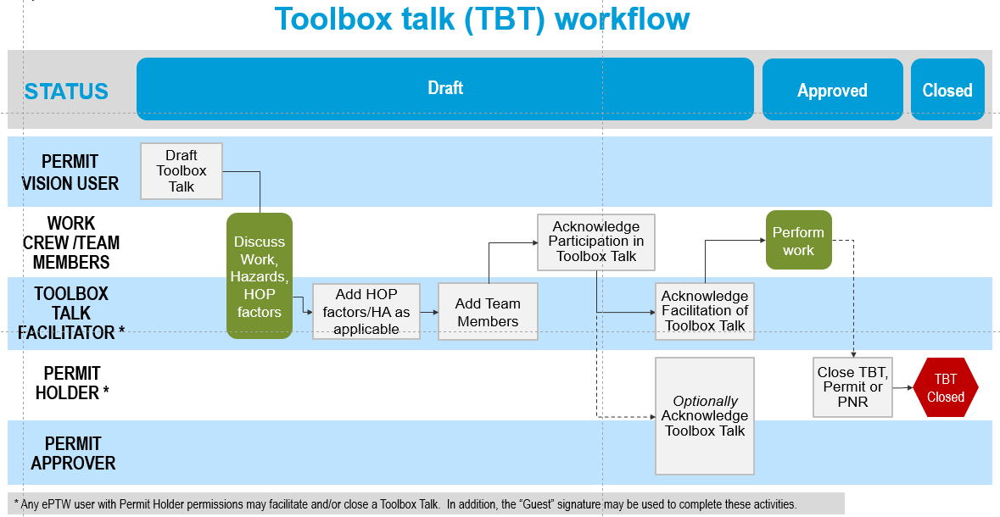 Toolbox talk (TBT) workflow
STATUS
Draft
Approved
Closed
PERMIT
VISION USER
Draft
Toolbox
Talk
WORK
CREW /TEAM
MEMBERS
Discuss
Work,
Hazards,
HOP
factors
Acknowledge
Participation in
Toolbox Talk
Perform
work
TOOLBOX
TALK
FACILITATOR *
Add HOP
factors/HA as
applicable
Add Team
Members
Acknowledge
Facilitation of
Toolbox Talk
PERMIT
HOLDER *
Optionally
Acknowledge
Toolbox Talk
Close TBT,
Permit or
PNR
TBT
Closed
PERMIT
APPROVER
* Any ePTW user with Permit Holder permissions may facilitate and/or close a Toolbox Talk.  In addition, the “Guest” signature may be used to complete these activities.